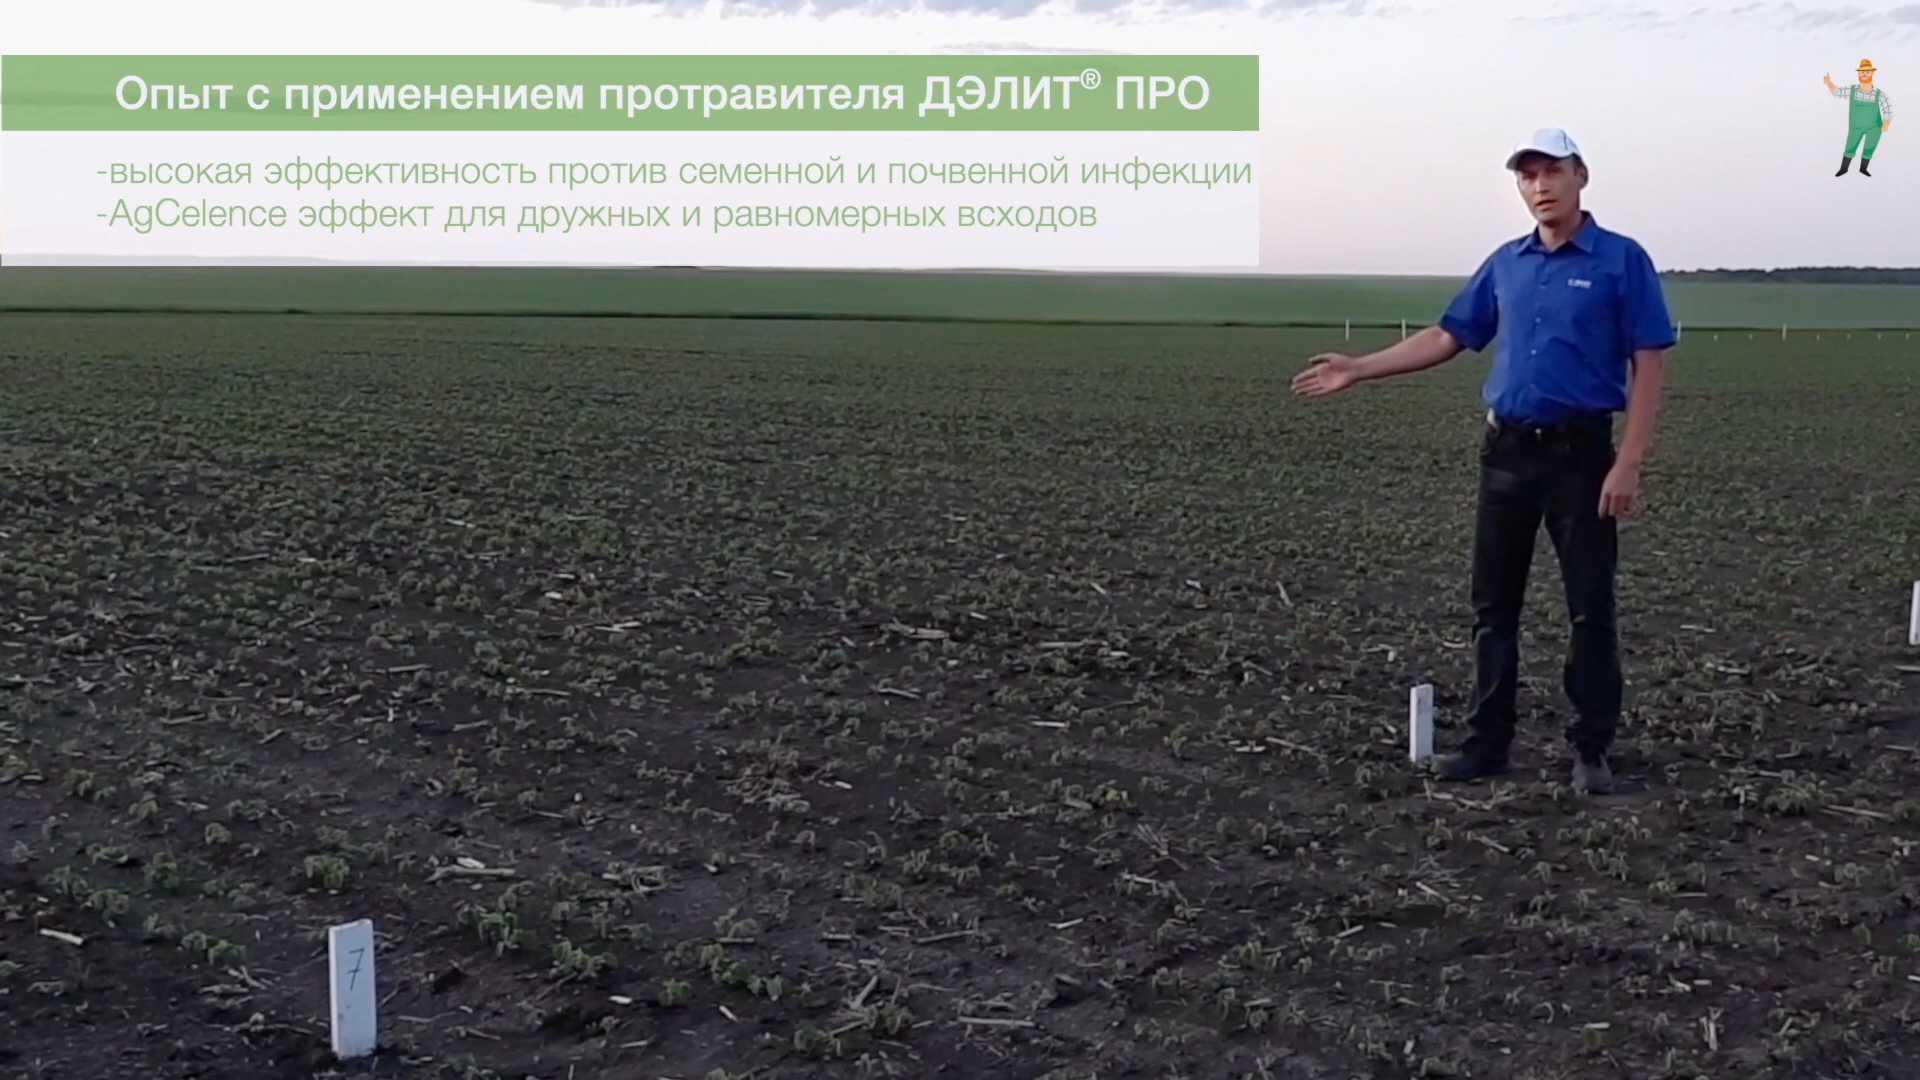 Опыт с применением протравителя ДЭЛИТ® ПРО
-высокая эффективность против семенной и почвенной инфекции
-AgCelence эффект для дружных и равномерных всходов
7